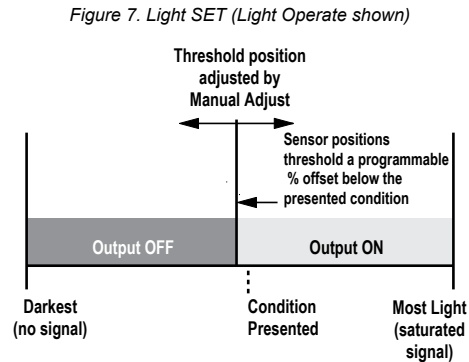 Figure 7. Light SET (Light Operate shown)
Threshold position
adjusted by
Manual Adjust
Sensor positions
threshold a programmable
% offset below the
presented condition
Output OFF
Output ON
Darkest
(no signal)
Condition
Presented
Most Light
(saturated
signal)